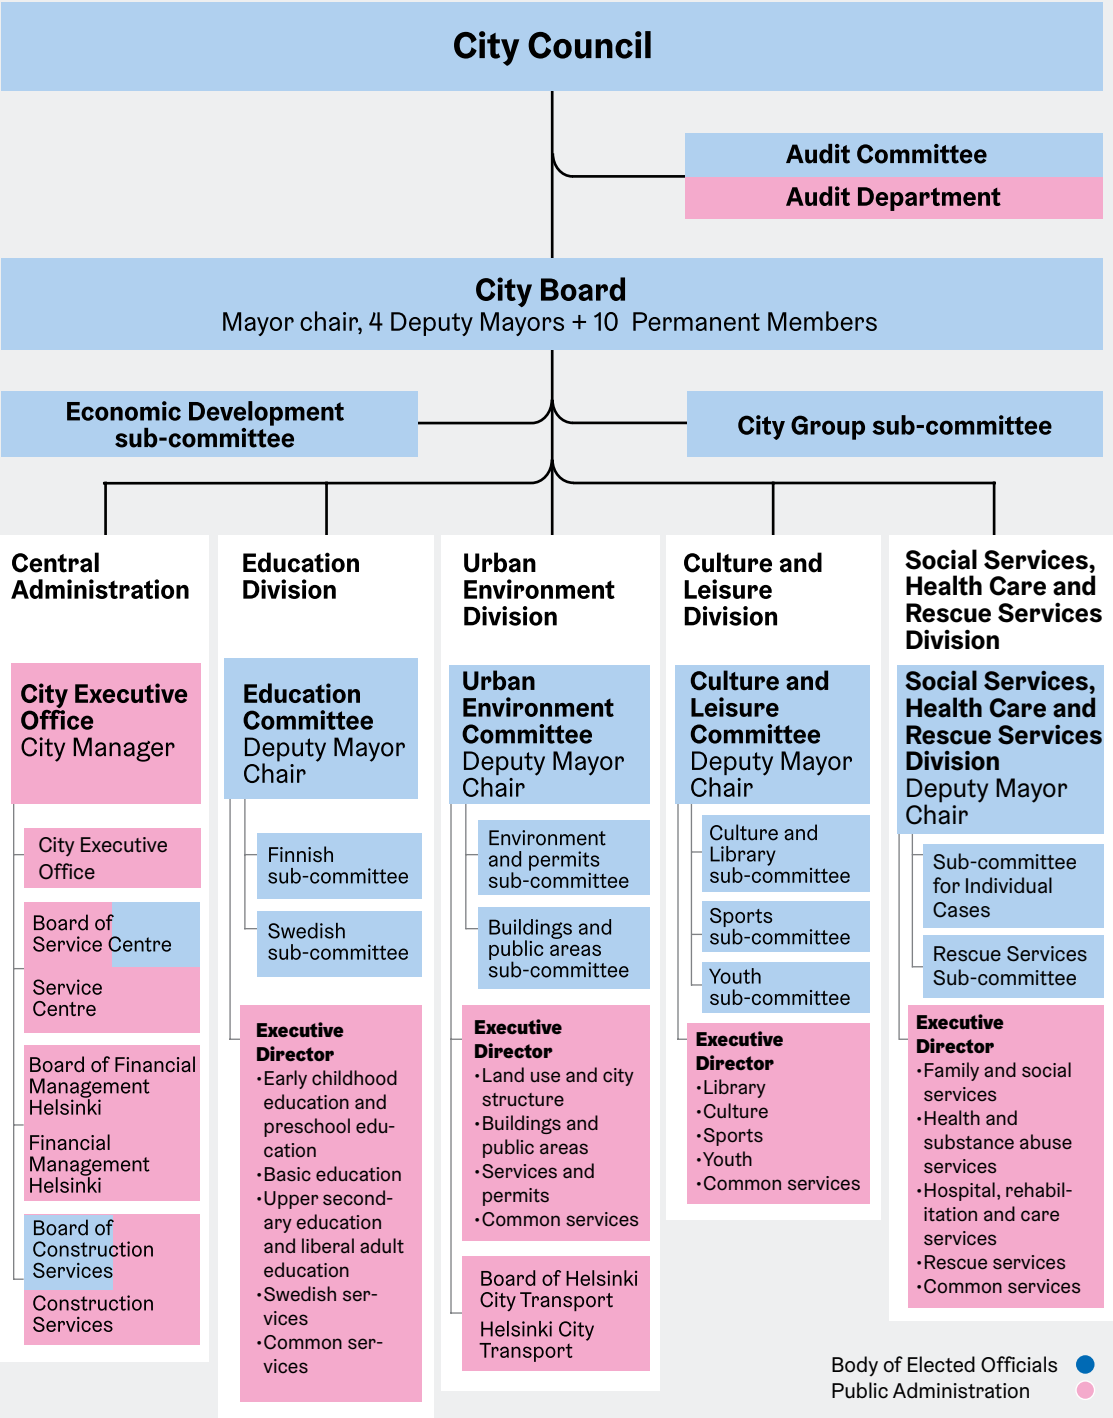 City Council
Audit Committee
Audit Department
City Board
Mayor chair, 4 Deputy Mayors + 10 Permanent Members
Economic Development
sub-committee
City Group sub-committee
Central
Administration
City Executive
Office
City Manager
City Executive
Office
Board of
Service Centre
Service
Centre
Board of Financial
Management
Helsinki
Financial
Management
Helsinki
Board of
Construction
Services
Construction
Services
Education
Division
Education
Committee
Deputy Mayor
Chair
Finnish
sub-committee
Swedish
sub-committee
Executive
Director
•Early childhood
education and
preschool edu-
cation
•Basic education
•Upper second-
ary education
and liberal adult
education
•Swedish ser-
vices
•Common ser-
vices
Urban
Environment
Division
Urban
Environment
Committee
Deputy Mayor
Chair
Environment
and permits
sub-committee
Buildings and
public areas
sub-committee
Executive
Director
•Land use and city
structure
•Buildings and
public areas
•Services and
permits
•Common services
Board of Helsinki
City Transport
Helsinki City
Transport
Culture and
Leisure
Division
Culture and
Leisure
Committee
Deputy Mayor
Chair
Culture and
Library
sub-committee
Sports
sub-committee
Youth
sub-committee
Executive
Director
•Library
•Culture
•Sports
•Youth
•Common services
Social Services,
Health Care and
Rescue Services
Division
Social Services,
Health Care and
Rescue Services
Division
Deputy Mayor
Chair
Sub-committee
for Individual
Cases
Rescue Services
Sub-committee
Executive
Director
•Family and social
services
•Health and
substance abuse
services
•Hospital, rehabil-
itation and care
services
•Rescue services
•Common services
Body of Elected Officials
Public Administration